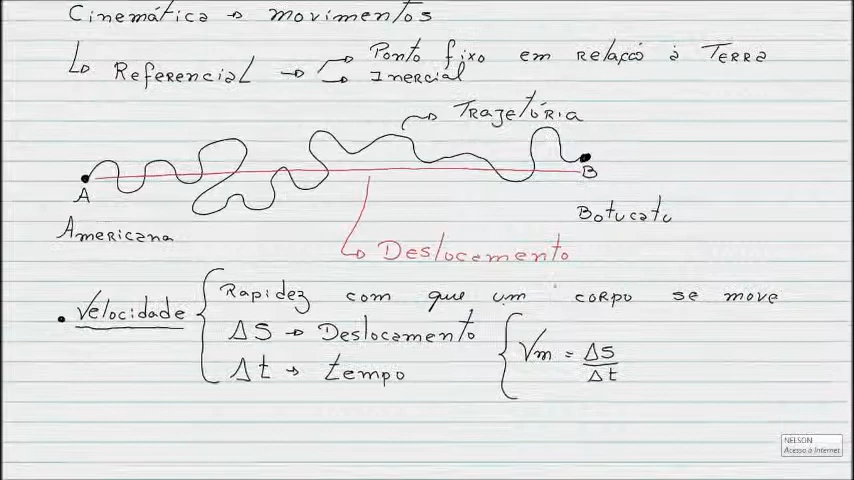 Cinemática → movimentos
↳ Referencial → Ponto fixo em relação à Terra
→ Inercial
→ Trajetória
A
B
Americana
Botucatu
↳ Deslocamento
• Velocidade { Rapidez com que um corpo se move
ΔS → Deslocamento { Vm = ΔS/Δt
Δt → tempo
NELSON
Acesso à Internet